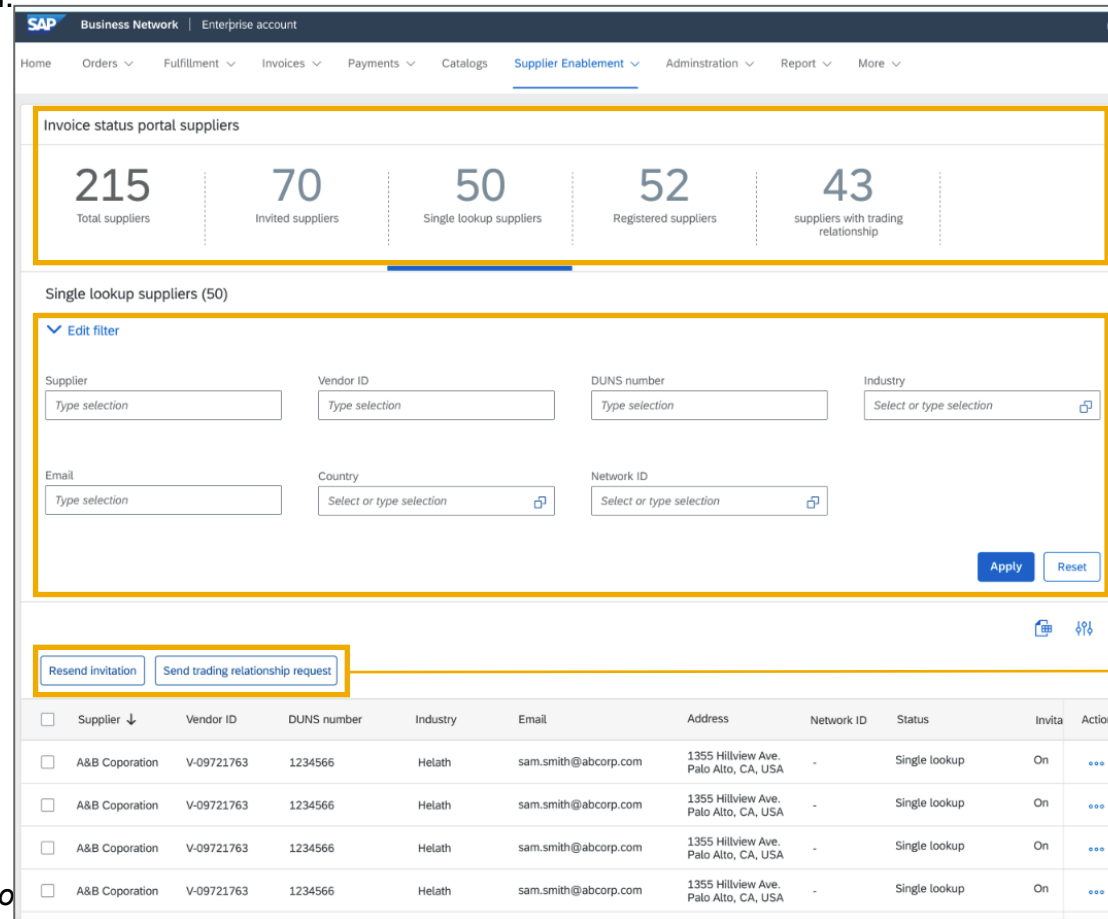 SAP Business Network | Enterprise account
Home Orders Fulfillment Invoices Payments Catalogs Supplier Enablement Adminstration Report More
Invoice status portal suppliers
215 70 50 52 43
Total suppliers Invited suppliers Single lookup suppliers Registered suppliers suppliers with trading
relationship
Single lookup suppliers (50)
Edit filter
Supplier Vendor ID DUNS number Industry
Type selection Type selection Type selection Select or type selection
Email Country Network ID
Type selection Select or type selection Select or type selection
Apply Reset
Resend invitation Send trading relationship request
Supplier Vendor ID DUNS number Industry Email Address Network ID Status Invita Action
A&B Coporation V-09721763 1234566 Helath sam.smith@abcorp.com 1355 Hillview Ave. - Single lookup On
Palo Alto, CA, USA
A&B Coporation V-09721763 1234566 Helath sam.smith@abcorp.com 1355 Hillview Ave. - Single lookup On
Palo Alto, CA, USA
A&B Coporation V-09721763 1234566 Helath sam.smith@abcorp.com 1355 Hillview Ave. - Single lookup On
Palo Alto, CA, USA
A&B Coporation V-09721763 1234566 Helath sam.smith@abcorp.com 1355 Hillview Ave. - Single lookup On
Palo Alto, CA, USA